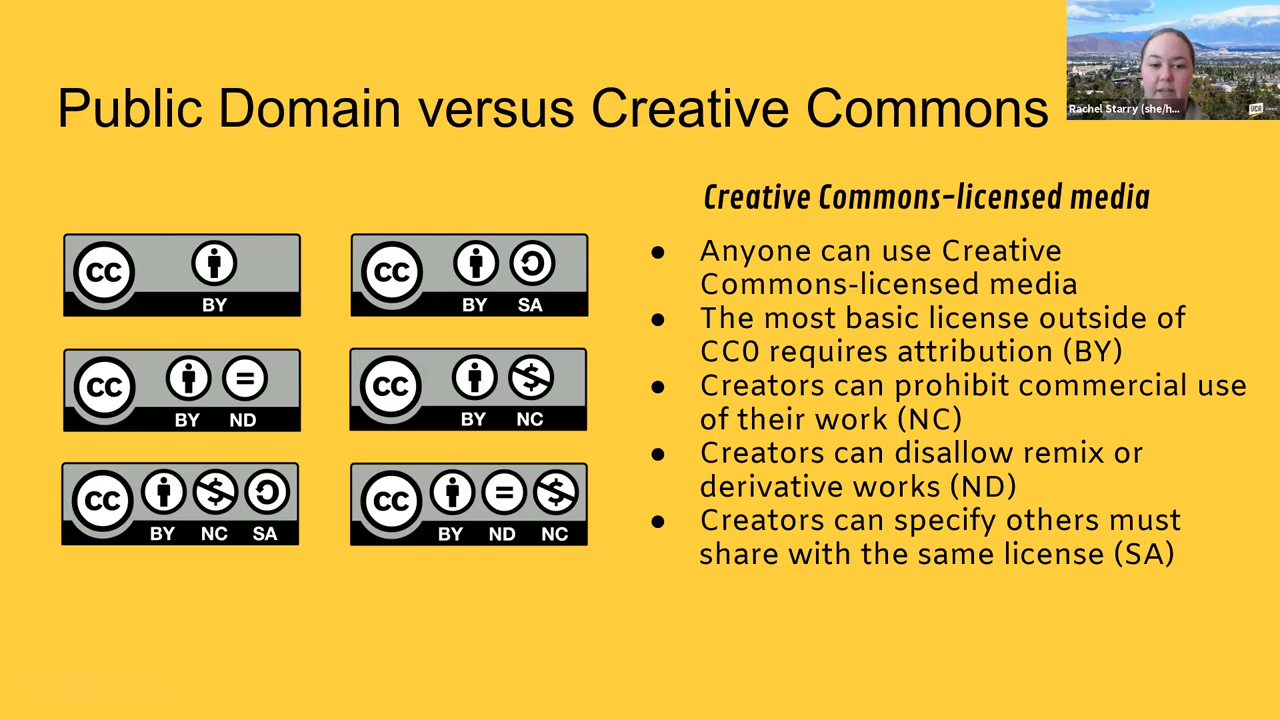 Public Domain versus Creative Commons
Rachel Starry (she/h...
UCR
Creative Commons-licensed media
CC BY
CC BY SA
CC BY ND
CC BY NC
CC BY NC SA
CC BY ND NC
● Anyone can use Creative
Commons-licensed media
● The most basic license outside of
CC0 requires attribution (BY)
● Creators can prohibit commercial use
of their work (NC)
● Creators can disallow remix or
derivative works (ND)
● Creators can specify others must
share with the same license (SA)